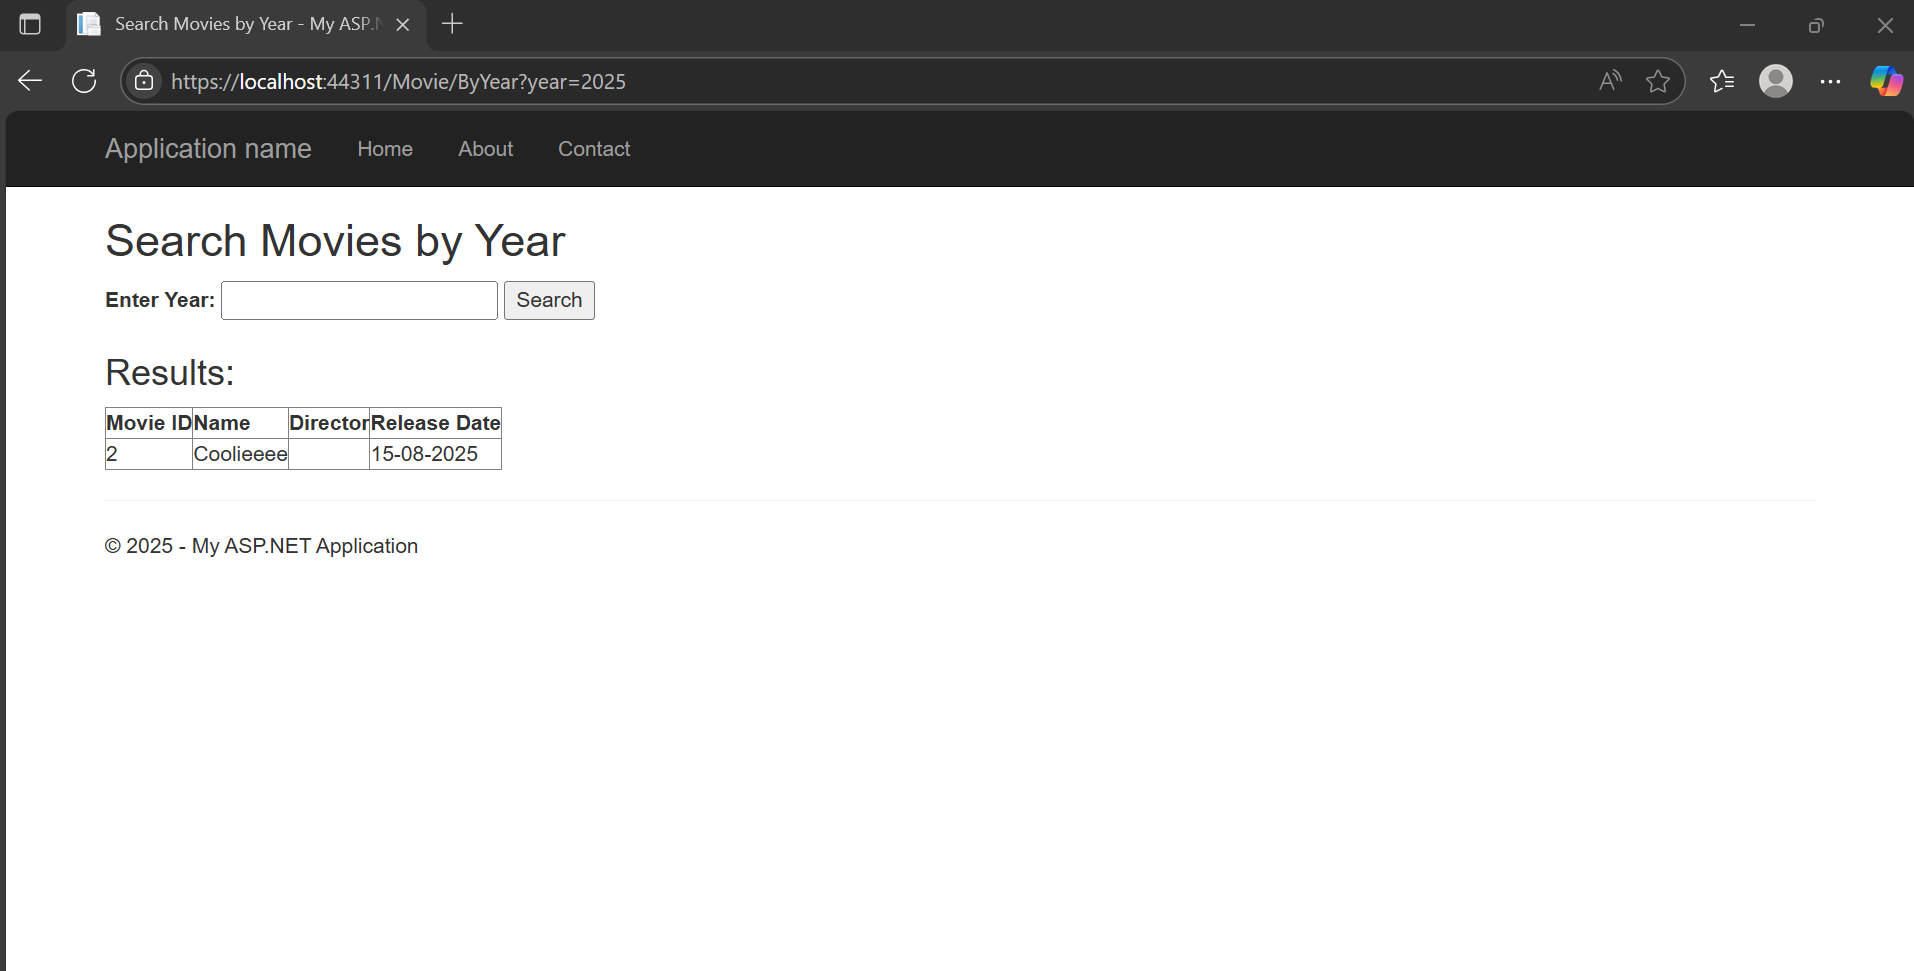 Search Movies by Year - My ASP.
https://localhost:44311/Movie/ByYear?year=2025
Application name Home About Contact
Search Movies by Year
Enter Year: Search
Results:
Movie ID Name Director Release Date
2 Coolieeee 15-08-2025
© 2025 - My ASP.NET Application